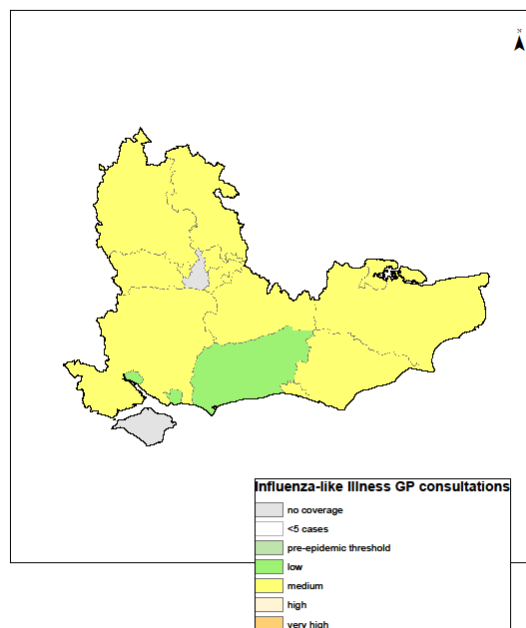 N
Influenza-like Illness GP consultations
no coverage
<5 cases
pre-epidemic threshold
low
medium
high
very high